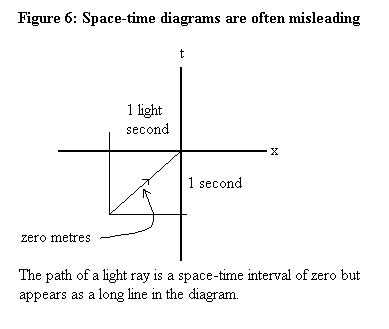 Figure 6: Space-time diagrams are often misleading
t
1 light
second
x
1 second
zero metres
The path of a light ray is a space-time interval of zero but
appears as a long line in the diagram.